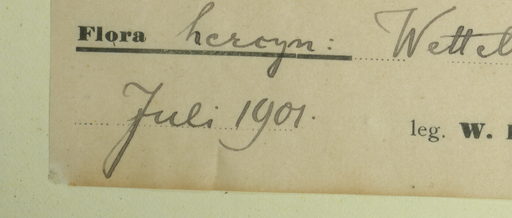 Flora hercyn: Wettel
Juli 1901.
leg. W.